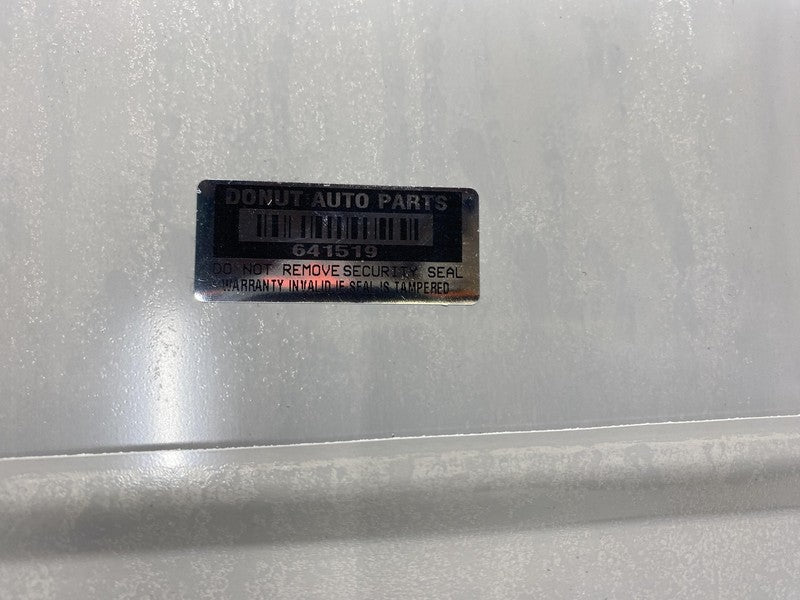 DONUT AUTO PARTS
641519
DO NOT REMOVE SECURITY SEAL
WARRANTY INVALID IF SEAL IS TAMPERED